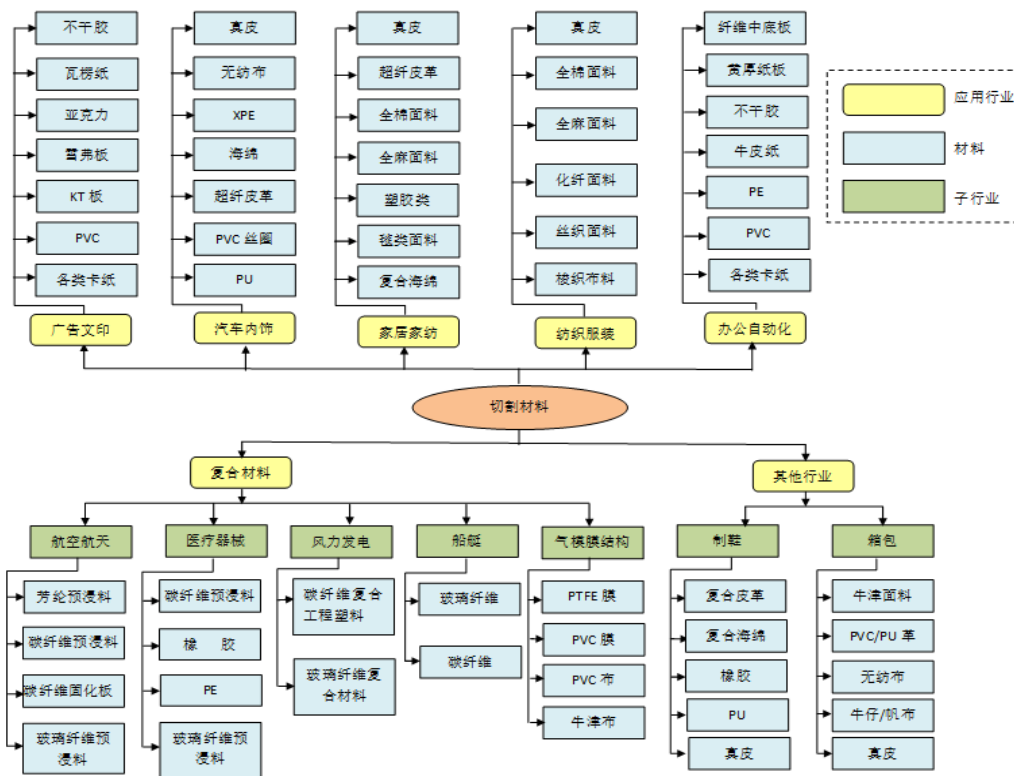 不干胶
瓦楞纸
亚克力
雪弗板
KT 板
PVC
各类卡纸
广告文印
真皮
无纺布
XPE
海绵
超纤皮革
PVC 丝圈
PU
汽车内饰
真皮
超纤皮革
全棉面料
全麻面料
塑胶类
毯类面料
复合海绵
家居家纺
真皮
全棉面料
全麻面料
化纤面料
丝织面料
梭织布料
纺织服装
纤维中底板
黄厚纸板
不干胶
牛皮纸
PE
PVC
各类卡纸
办公自动化
应用行业
材料
子行业
切割材料
复合材料
其他行业
航空航天
芳纶预浸料
碳纤维预浸料
碳纤维固化板
玻璃纤维预
浸料
医疗器械
碳纤维预浸料
橡 胶
PE
玻璃纤维预
浸料
风力发电
碳纤维复合
工程塑料
玻璃纤维复
合材料
船艇
玻璃纤维
碳纤维
气模膜结构
PTFE 膜
PVC 膜
PVC 布
牛津布
制鞋
复合皮革
复合海绵
橡胶
PU
真皮
箱包
牛津面料
PVC/PU 革
无纺布
牛仔/帆布
真皮